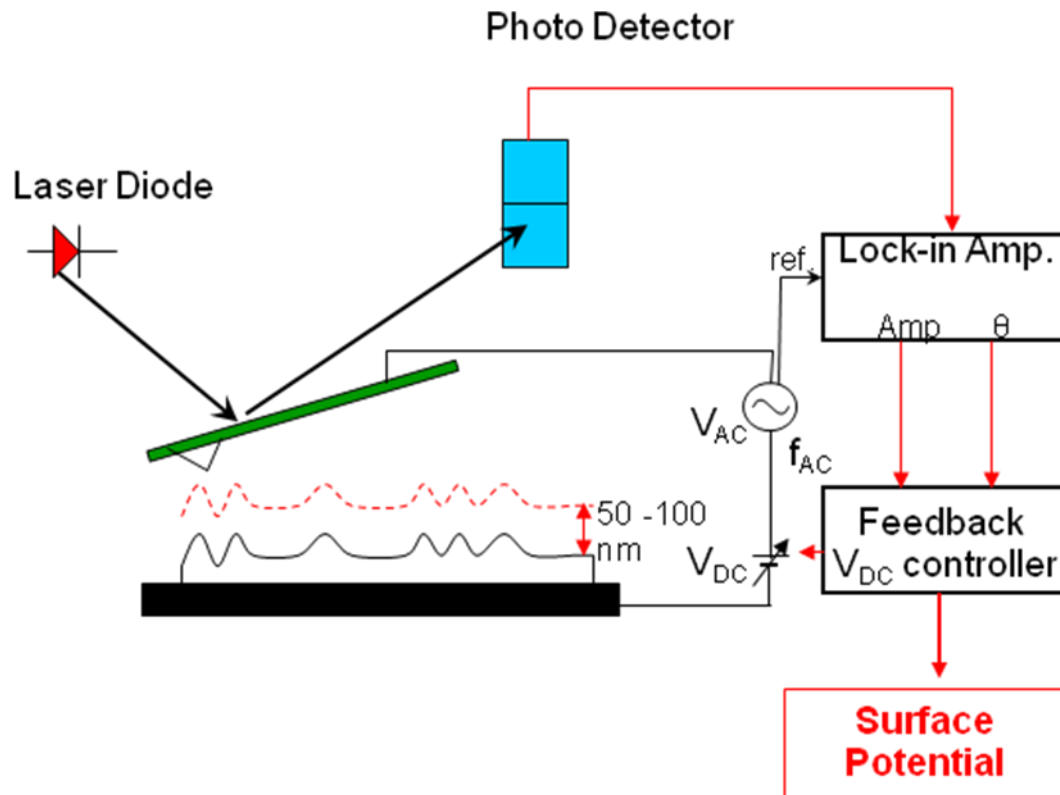 Photo Detector
Laser Diode
ref.
Lock-in Amp.
Amp θ
V_AC
f_AC
50 -100
nm
V_DC
Feedback
V_DC controller
Surface
Potential